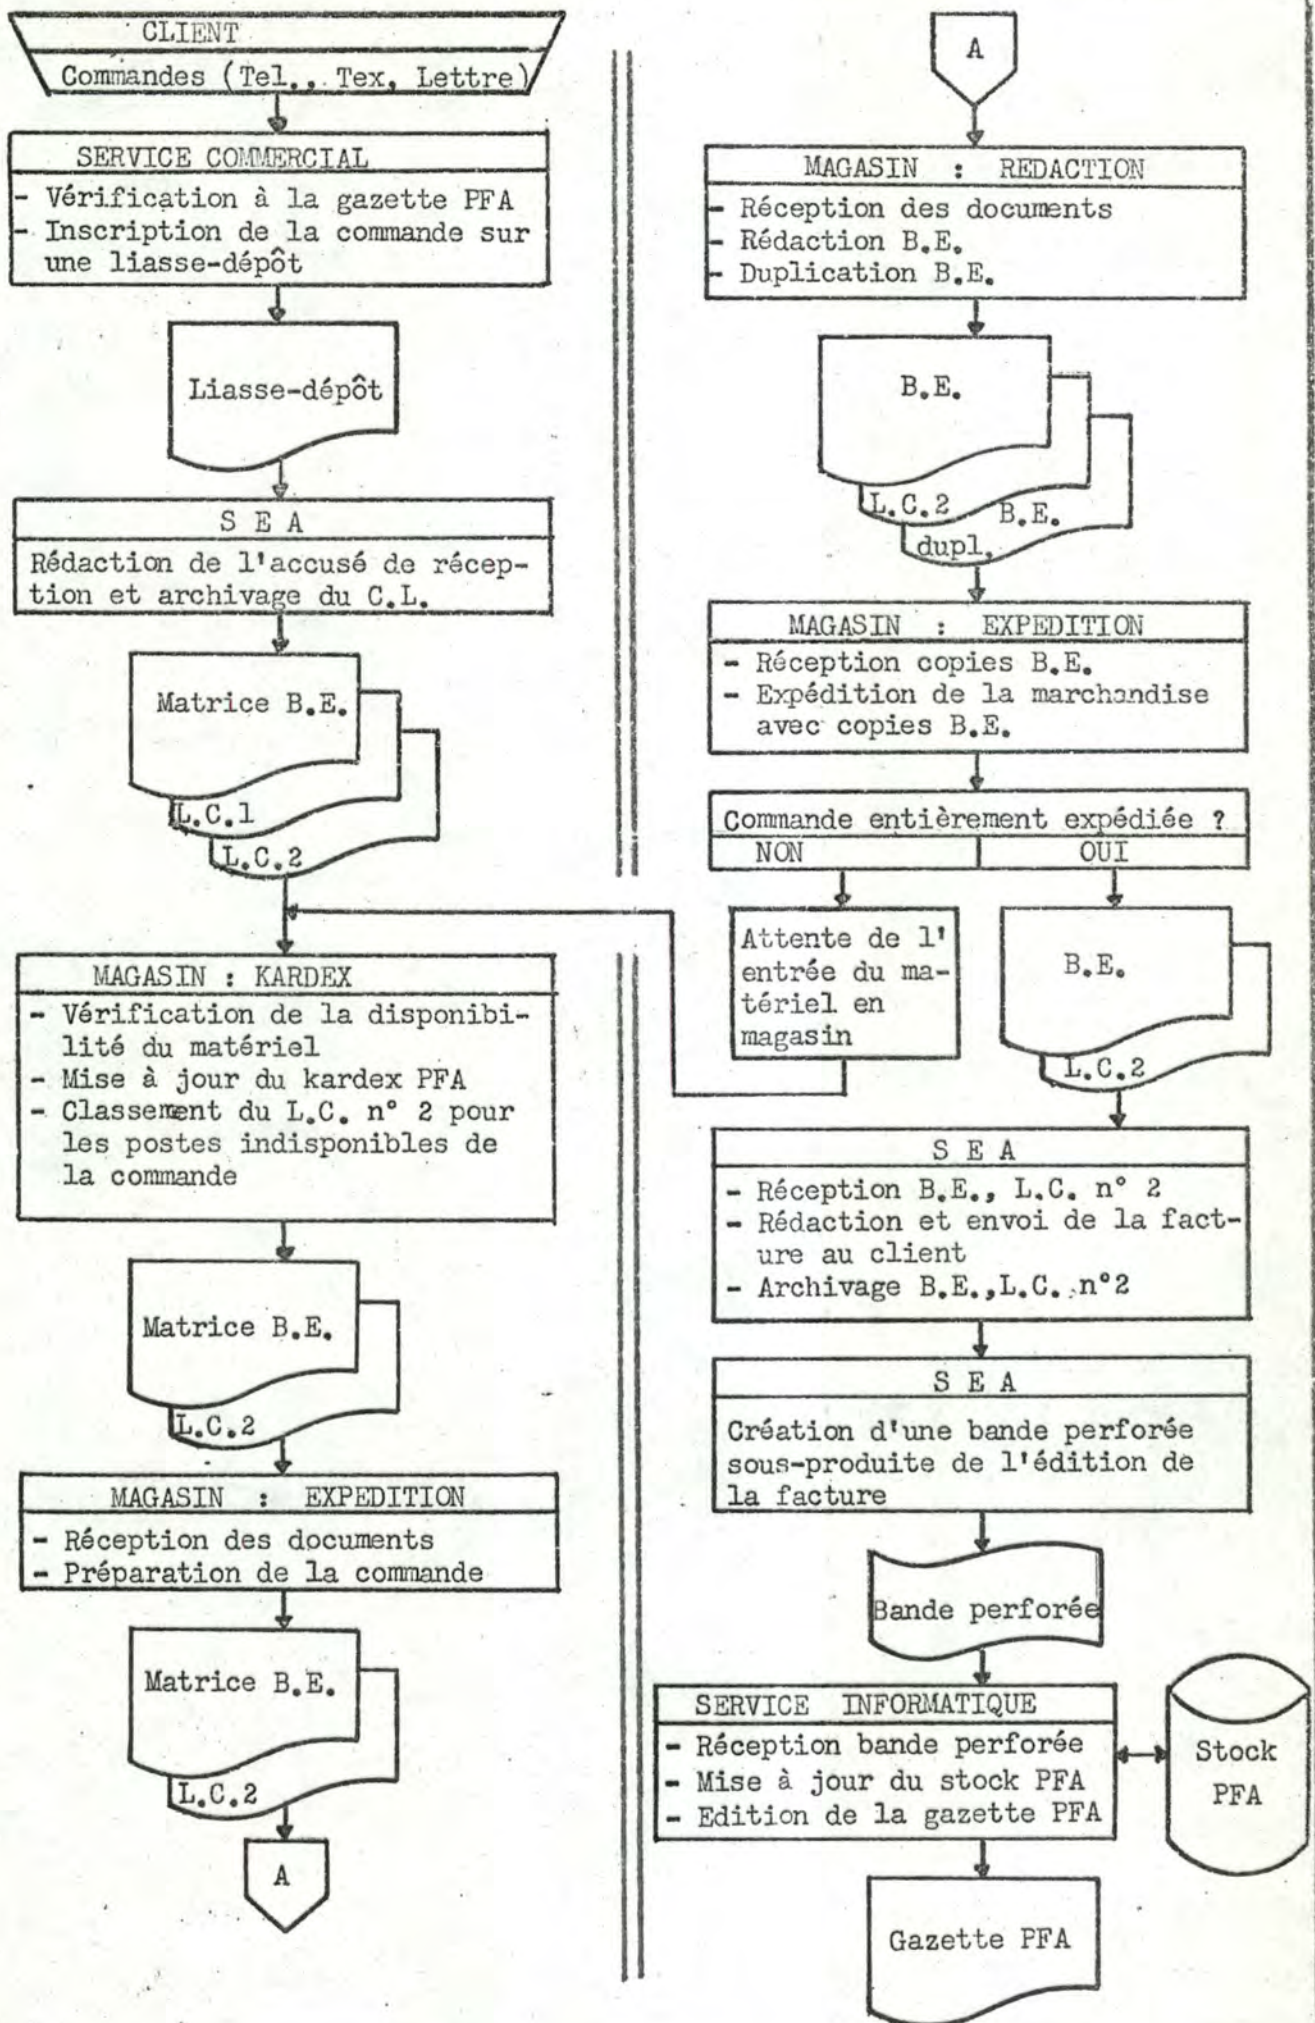 CLIENT
Commandes (Tel., Tex, Lettre)
SERVICE COMMERCIAL
- Vérification à la gazette PFA
- Inscription de la commande sur
une liasse-dépôt
Liasse-dépôt
S E A
Rédaction de l'accusé de récep-
tion et archivage du C.L.
Matrice B.E.
L.C.1
L.C.2
MAGASIN : KARDEX
- Vérification de la disponibi-
lité du matériel
- Mise à jour du kardex PFA
- Classement du L.C. n° 2 pour
les postes indisponibles de
la commande
Matrice B.E.
L.C.2
MAGASIN : EXPEDITION
- Réception des documents
- Préparation de la commande
Matrice B.E.
L.C.2
A
A
MAGASIN : REDACTION
- Réception des documents
- Rédaction B.E.
- Duplication B.E.
B.E.
L.C.2
B.E.
dupl.
MAGASIN : EXPEDITION
- Réception copies B.E.
- Expédition de la marchandise
avec copies B.E.
Commande entièrement expédiée ?
NON OUI
Attente de l'
entrée du ma-
tériel en
magasin
B.E.
L.C.2
S E A
- Réception B.E., L.C. n° 2
- Rédaction et envoi de la fact-
ure au client
- Archivage B.E.,L.C. n°2
S E A
Création d'une bande perforée
sous-produite de l'édition de
la facture
Bande perforée
SERVICE INFORMATIQUE
- Réception bande perforée
- Mise à jour du stock PFA
- Edition de la gazette PFA
Stock
PFA
Gazette PFA